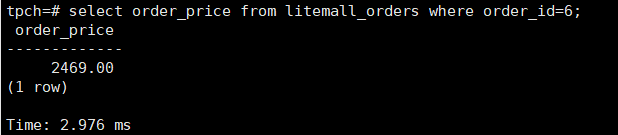 tpch=# select order_price from litemall_orders where order_id=6;
 order_price
-------------
     2469.00
(1 row)

Time: 2.976 ms